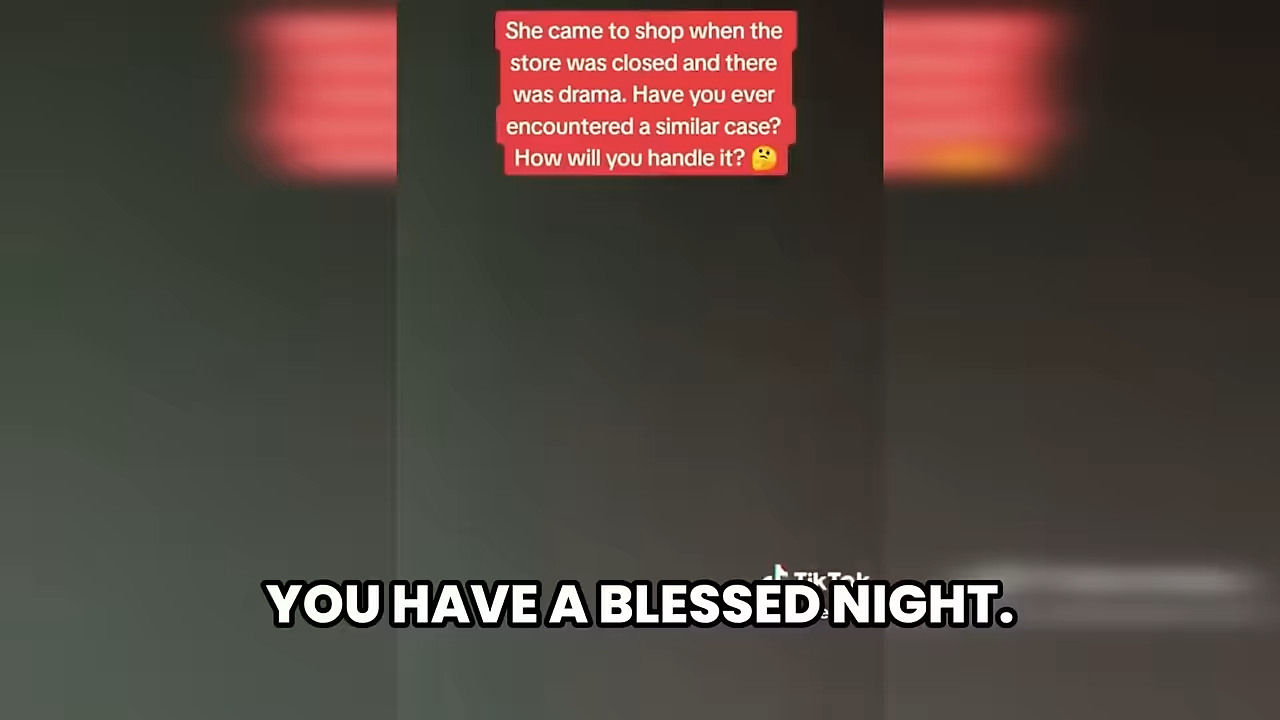 She came to shop when the
store was closed and there
was drama. Have you ever
encountered a similar case?
How will you handle it? 🤔
TikTok
YOU HAVE A BLESSED NIGHT.